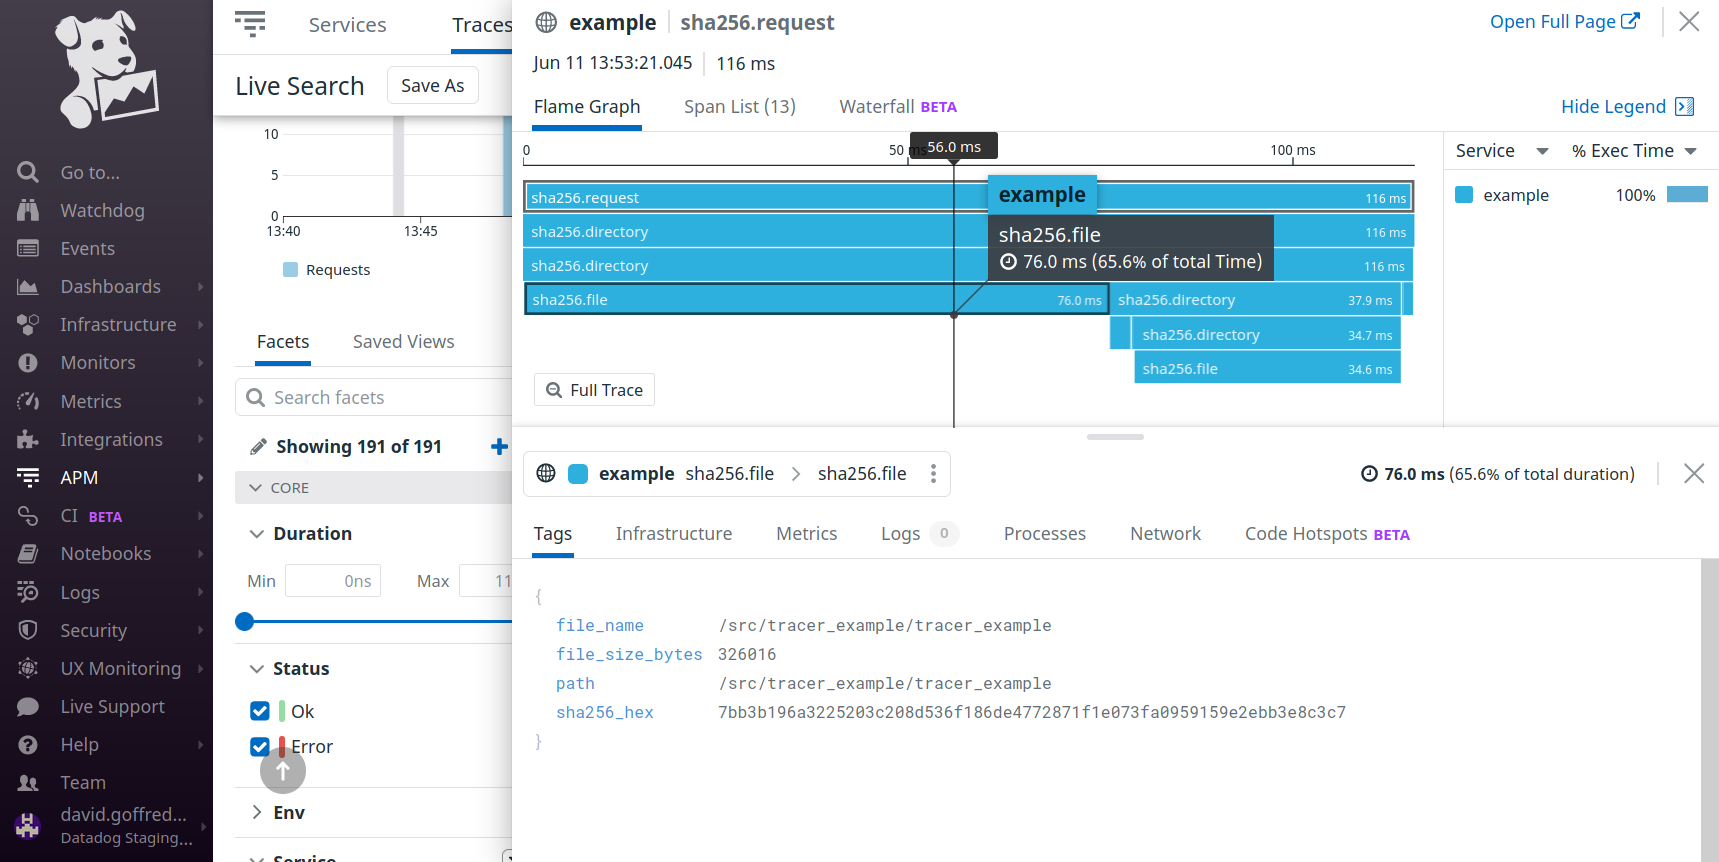 Go to...
Watchdog
Events
Dashboards
Infrastructure
Monitors
Metrics
Integrations
APM
CI BETA
Notebooks
Logs
Security
UX Monitoring
Live Support
Help
Team
david.goffred...
Datadog Staging,...
Services
Traces
Live Search
Save As
10
5
0
13:40
13:45
Requests
Facets
Saved Views
Search facets
Showing 191 of 191
CORE
Duration
Min
0ns
Max
11
Status
Ok
Error
Env
Service
example
sha256.request
Open Full Page
Jun 11 13:53:21.045
116 ms
Flame Graph
Span List (13)
Waterfall BETA
Hide Legend
0
50 ms
56.0 ms
100 ms
sha256.request 116 ms
sha256.directory 116 ms
sha256.directory 116 ms
sha256.file 76.0 ms
sha256.directory 37.9 ms
sha256.directory 34.7 ms
sha256.file 34.6 ms
example
sha256.file
76.0 ms (65.6% of total Time)
Full Trace
Service
% Exec Time
example
100%
example sha256.file sha256.file
76.0 ms (65.6% of total duration)
Tags
Infrastructure
Metrics
Logs 0
Processes
Network
Code Hotspots BETA
{
file_name /src/tracer_example/tracer_example
file_size_bytes 326016
path /src/tracer_example/tracer_example
sha256_hex 7bb3b196a3225203c208d536f186de4772871f1e073fa0959159e2ebb3e8c3c7
}